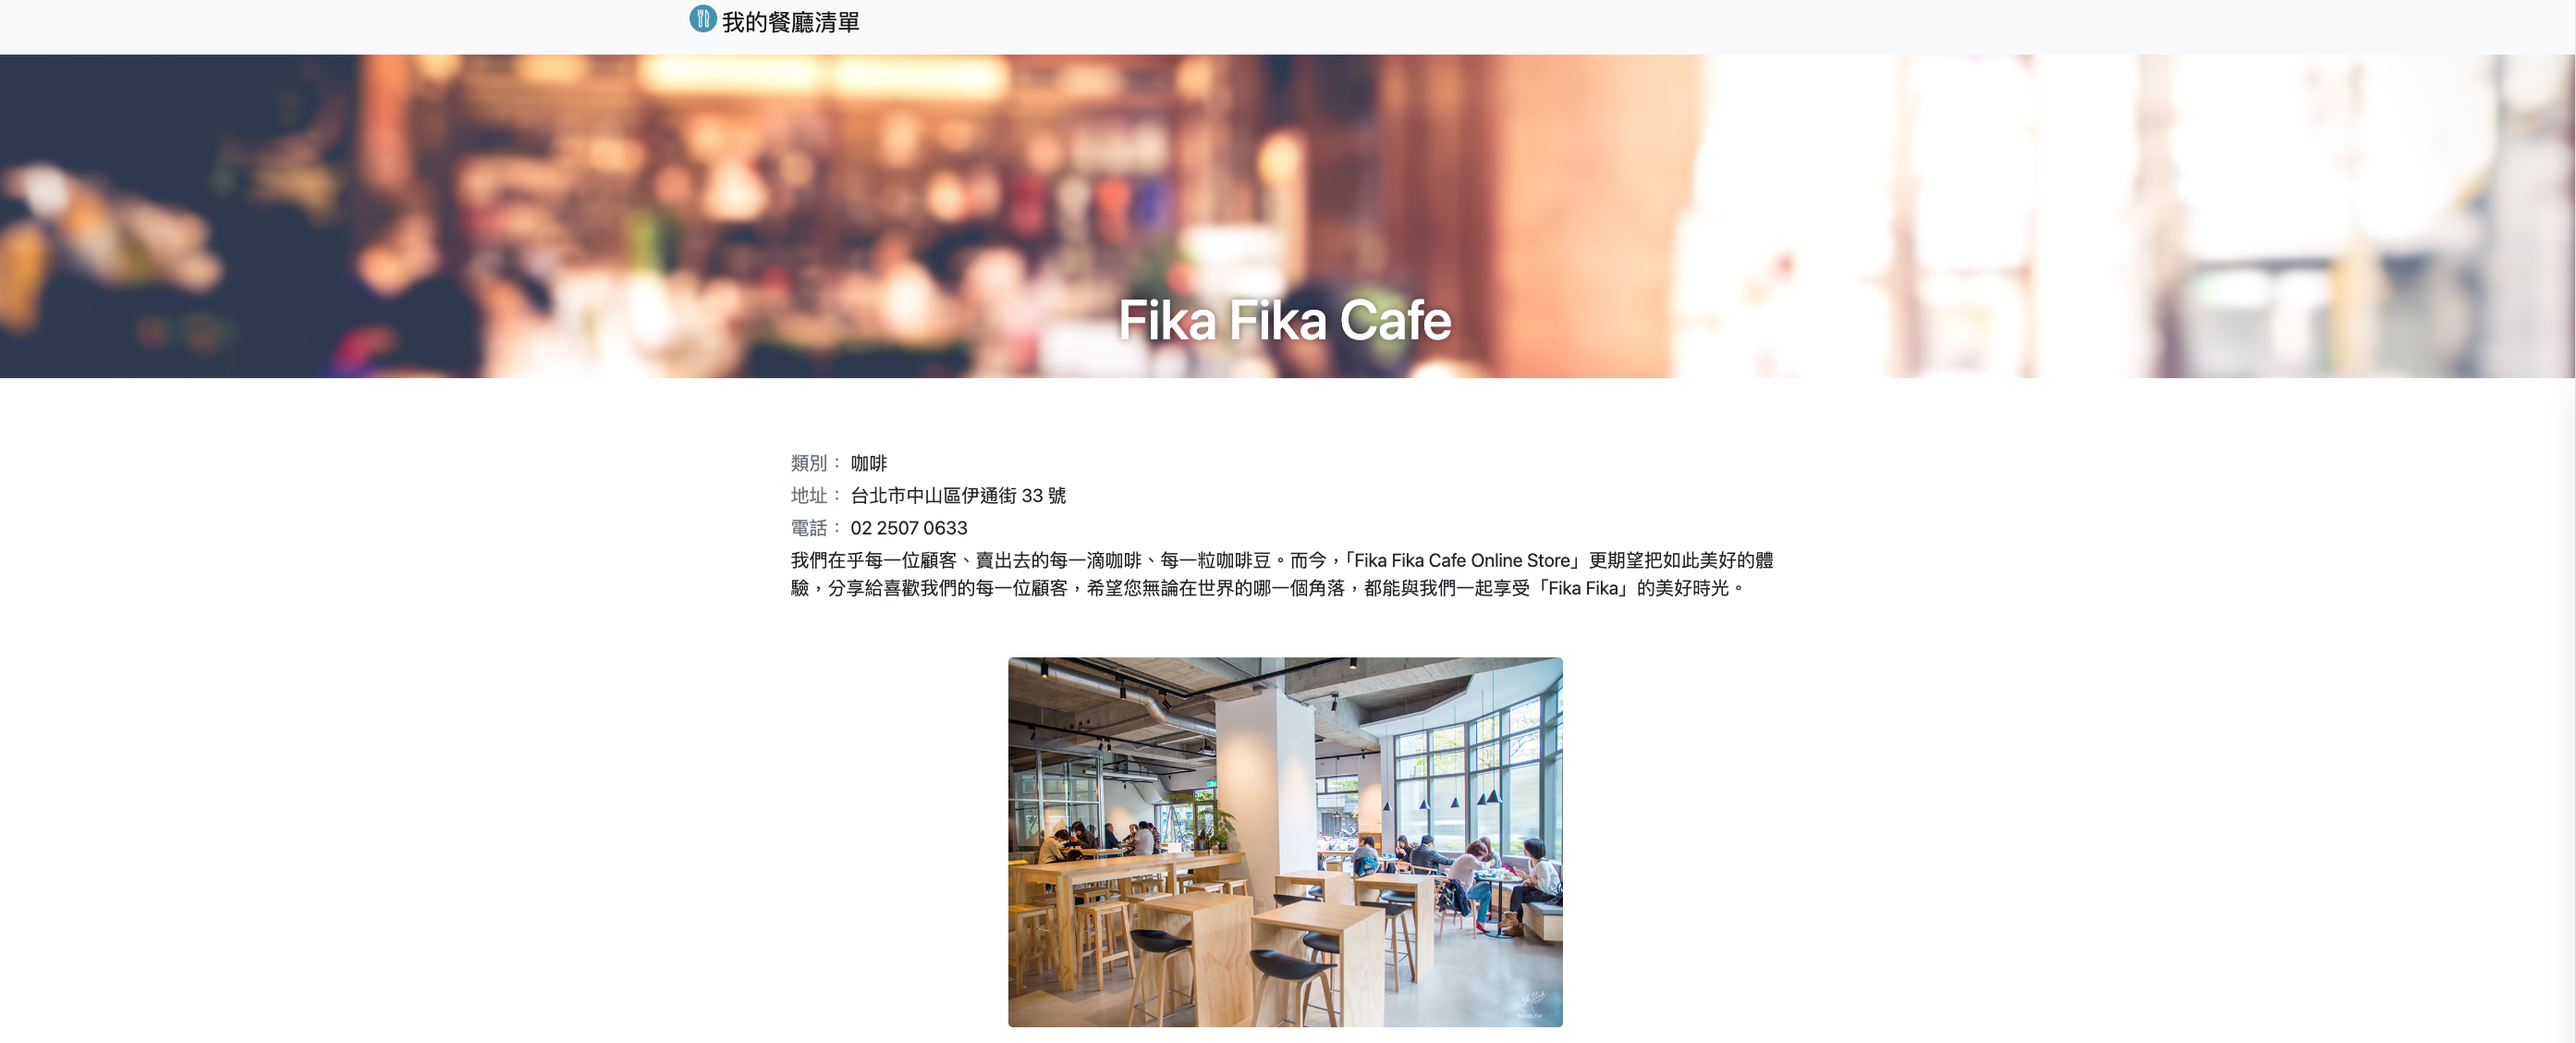 我的餐廳清單
Fika Fika Cafe
類別： 咖啡
地址： 台北市中山區伊通街 33 號
電話： 02 2507 0633
我們在乎每一位顧客、賣出去的每一滴咖啡、每一粒咖啡豆。而今，「Fika Fika Cafe Online Store」更期望把如此美好的體
驗，分享給喜歡我們的每一位顧客，希望您無論在世界的哪一個角落，都能與我們一起享受「Fika Fika」的美好時光。